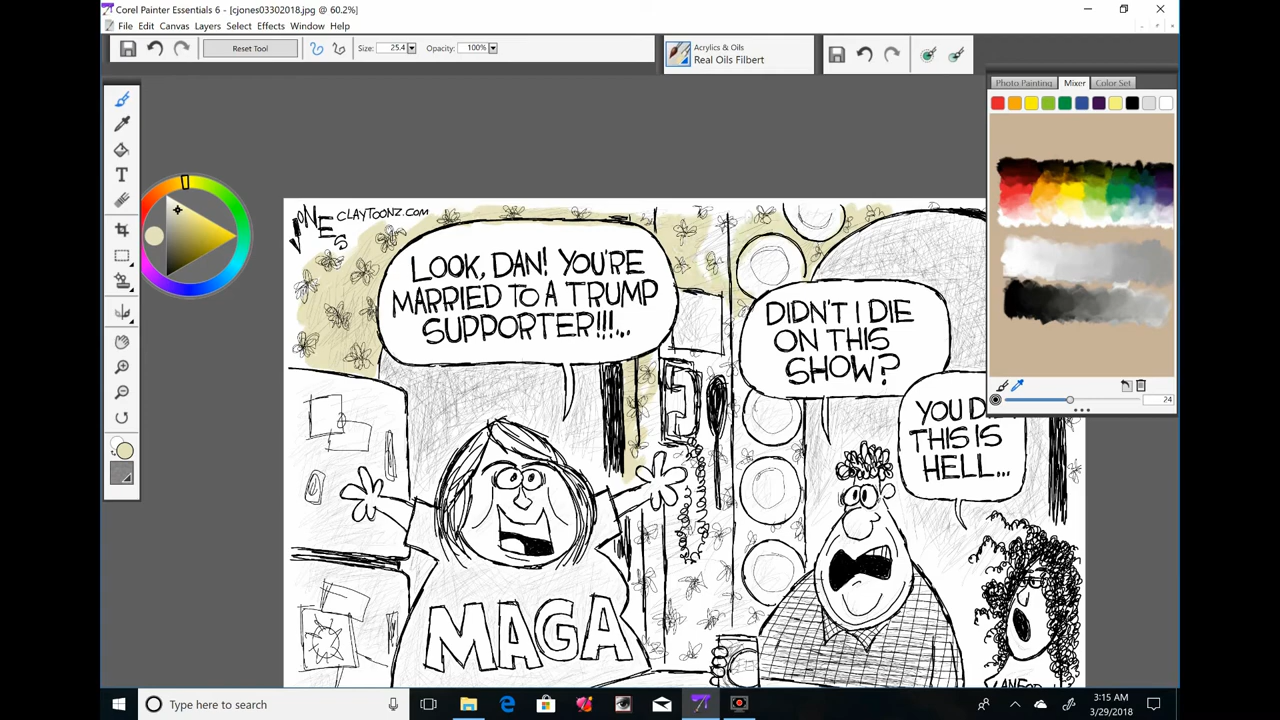 Corel Painter Essentials 6 - [cjones03302018.jpg @ 60.2%]
File Edit Canvas Layers Select Effects Window Help
Reset Tool
Size: 25.4
Opacity: 100%
Acrylics & Oils
Real Oils Filbert
Photo Painting Mixer Color Set
24
T
JONES
CLAYTOONZ.COM
LOOK, DAN! YOU'RE
MARRIED TO A TRUMP
SUPPORTER!!!...
DIDN'T I DIE
ON THIS
SHOW?
YOU D
THIS IS
HELL...
MAGA
LANFOR
Type here to search
3:15 AM
3/29/2018